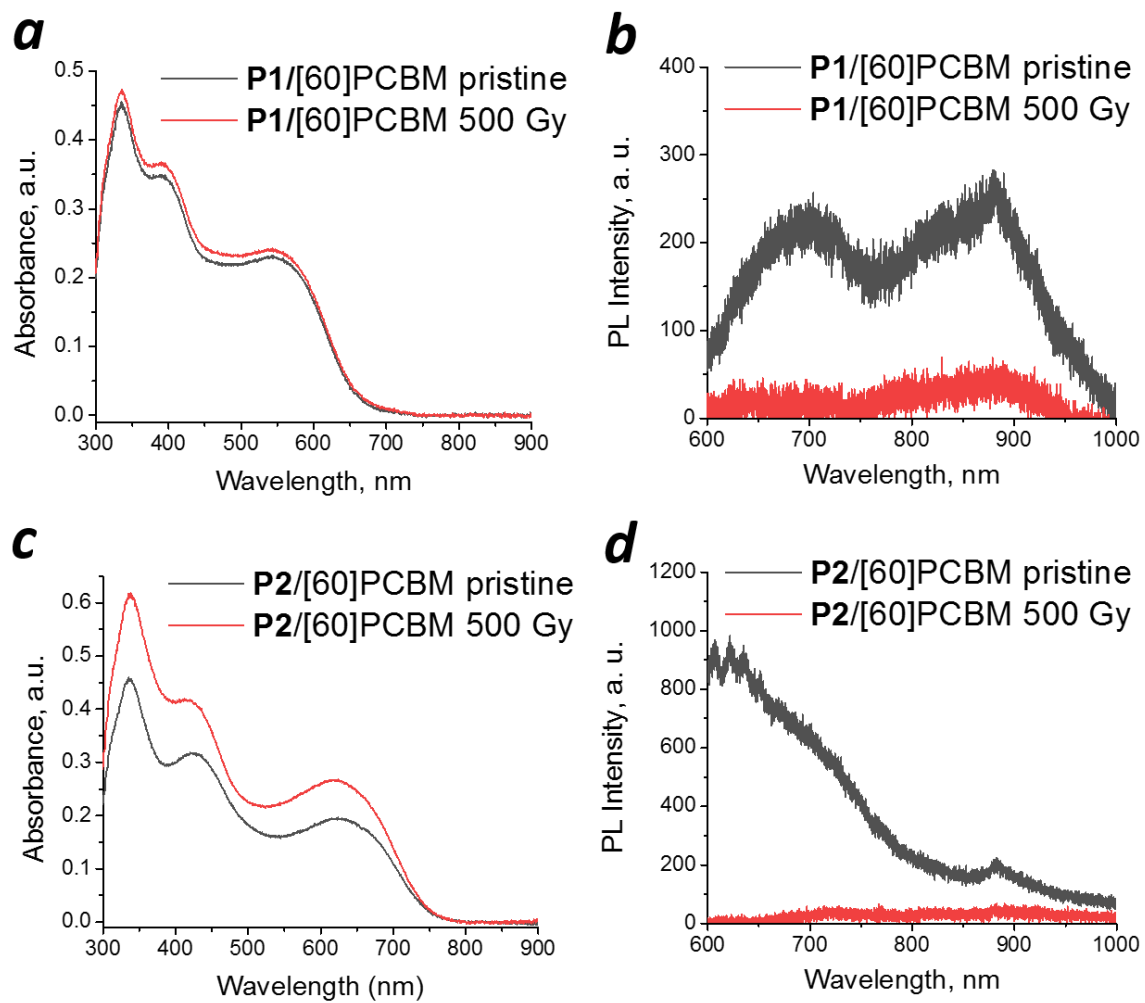 a
P1/[60]PCBM pristine
P1/[60]PCBM 500 Gy
Absorbance, a.u.
0.5
0.4
0.3
0.2
0.1
0.0
300 400 500 600 700 800 900
Wavelength, nm
b
P1/[60]PCBM pristine
P1/[60]PCBM 500 Gy
PL Intensity, a. u.
400
300
200
100
0
600 700 800 900 1000
Wavelength, nm
c
P2/[60]PCBM pristine
P2/[60]PCBM 500 Gy
Absorbance, a.u.
0.6
0.5
0.4
0.3
0.2
0.1
0.0
300 400 500 600 700 800 900
Wavelength (nm)
d
P2/[60]PCBM pristine
P2/[60]PCBM 500 Gy
PL Intensity, a. u.
1200
1000
800
600
400
200
0
600 700 800 900 1000
Wavelength, nm